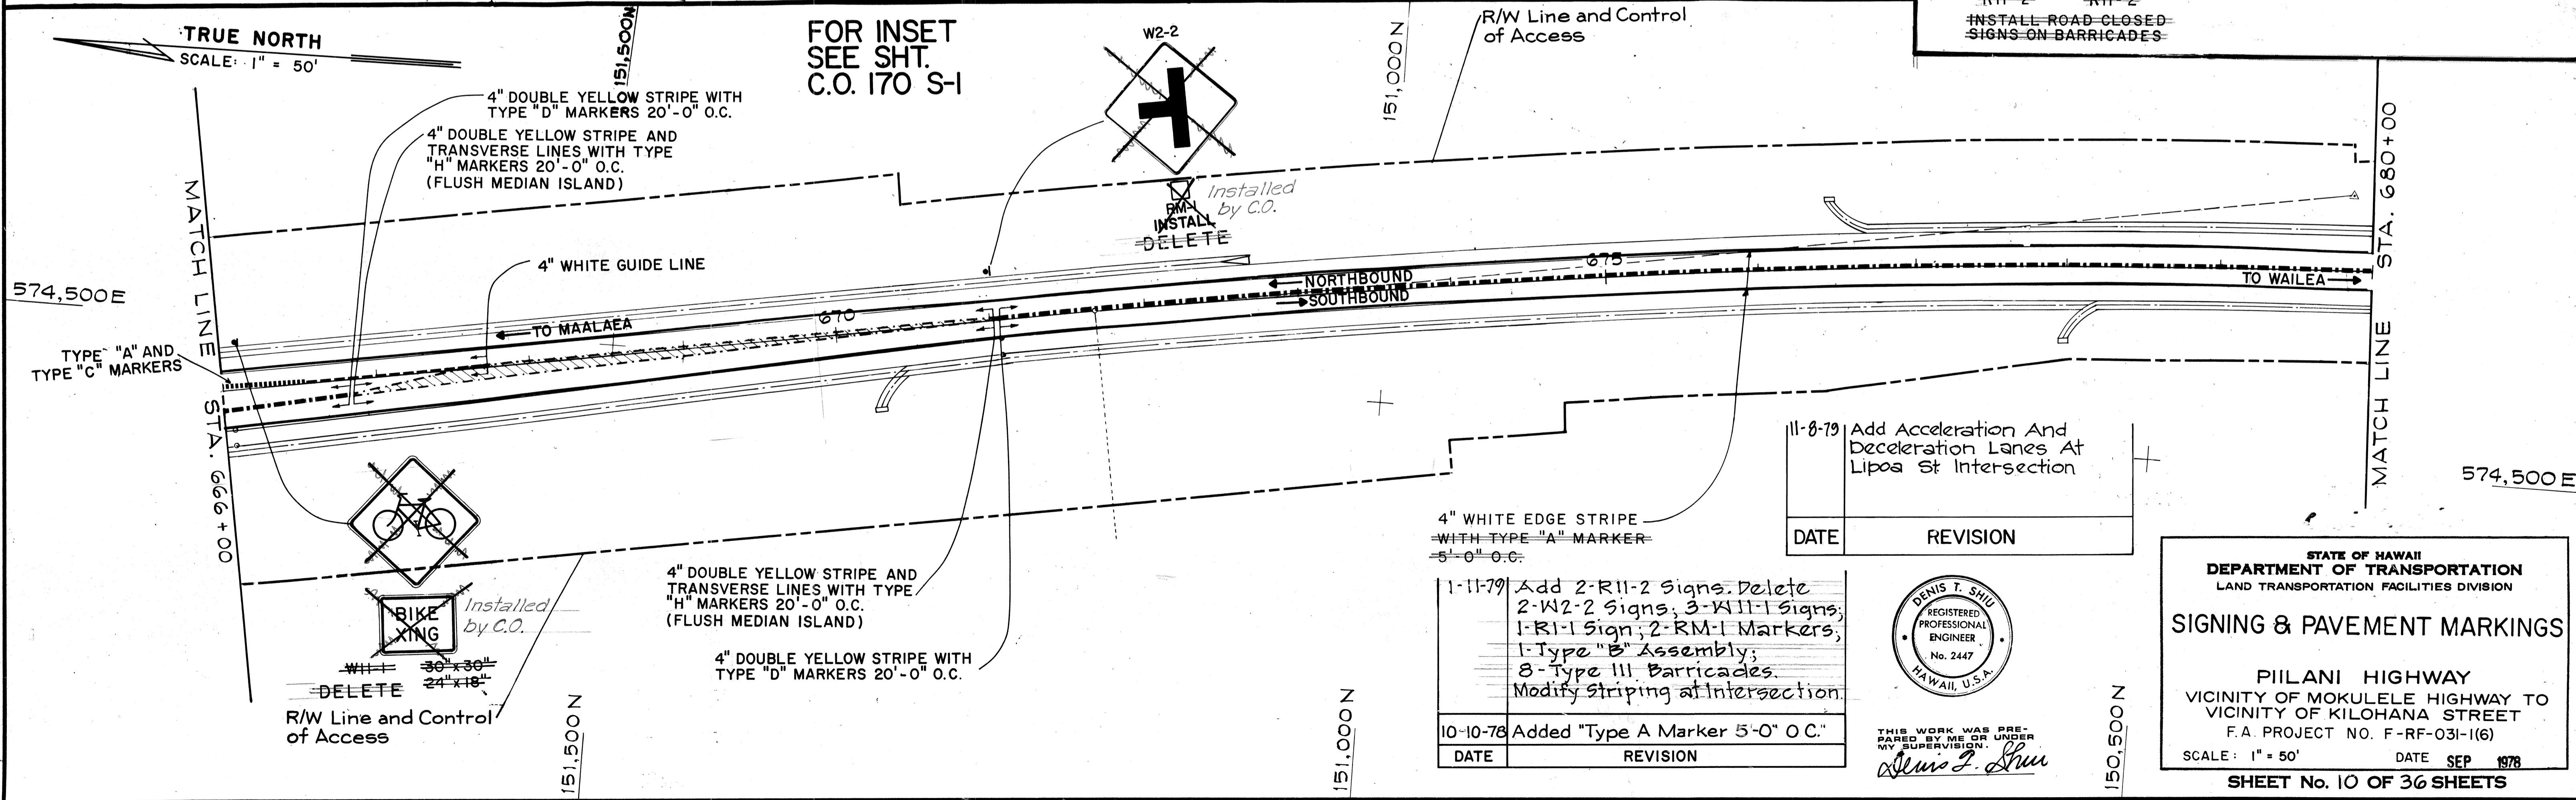 TRUE NORTH
SCALE: 1" = 50'
151,500N
FOR INSET
SEE SHT.
C.O. 170 S-1
W2-2
151,000N
R/W Line and Control
of Access
R11-2 R11-2
INSTALL ROAD CLOSED
SIGNS ON BARRICADES
4" DOUBLE YELLOW STRIPE WITH
TYPE "D" MARKERS 20'-0" O.C.
4" DOUBLE YELLOW STRIPE AND
TRANSVERSE LINES WITH TYPE
"H" MARKERS 20'-0" O.C.
(FLUSH MEDIAN ISLAND)
RM-1
INSTALL
DELETE
Installed
by C.O.
MATCH LINE STA. 666+00
MATCH LINE STA. 680+00
4" WHITE GUIDE LINE
574,500E
TO MAALAEA
670
NORTHBOUND
SOUTHBOUND
675
TO WAILEA
TYPE "A" AND
TYPE "C" MARKERS
BIKE
XING
Installed
by C.O.
W11-1 30"x30"
24"x18"
DELETE
R/W Line and Control
of Access
151,500N
4" DOUBLE YELLOW STRIPE AND
TRANSVERSE LINES WITH TYPE
"H" MARKERS 20'-0" O.C.
(FLUSH MEDIAN ISLAND)
4" DOUBLE YELLOW STRIPE WITH
TYPE "D" MARKERS 20'-0" O.C.
151,000N
4" WHITE EDGE STRIPE
WITH TYPE "A" MARKER
5'-0" O.C.
11-8-79 Add Acceleration And
Deceleration Lanes At
Lipoa St Intersection
DATE REVISION
1-11-79 Add 2-R11-2 Signs. Delete
2-W2-2 Signs; 3-W11-1 Signs;
1-R1-1 Sign; 2-RM-1 Markers;
1-Type "B" Assembly;
8-Type III Barricades.
Modify Striping at Intersection.
10-10-78 Added "Type A Marker 5'-0" O C."
DATE REVISION
DENIS T. SHIU
REGISTERED
PROFESSIONAL
ENGINEER
No. 2447
HAWAII, U.S.A.
THIS WORK WAS PRE-
PARED BY ME OR UNDER
MY SUPERVISION.
Denis T. Shiu
150,500N
574,500E
STATE OF HAWAII
DEPARTMENT OF TRANSPORTATION
LAND TRANSPORTATION FACILITIES DIVISION
SIGNING & PAVEMENT MARKINGS
PIILANI HIGHWAY
VICINITY OF MOKULELE HIGHWAY TO
VICINITY OF KILOHANA STREET
F.A. PROJECT NO. F-RF-031-1(6)
SCALE: 1" = 50' DATE SEP 1978
SHEET No. 10 OF 36 SHEETS